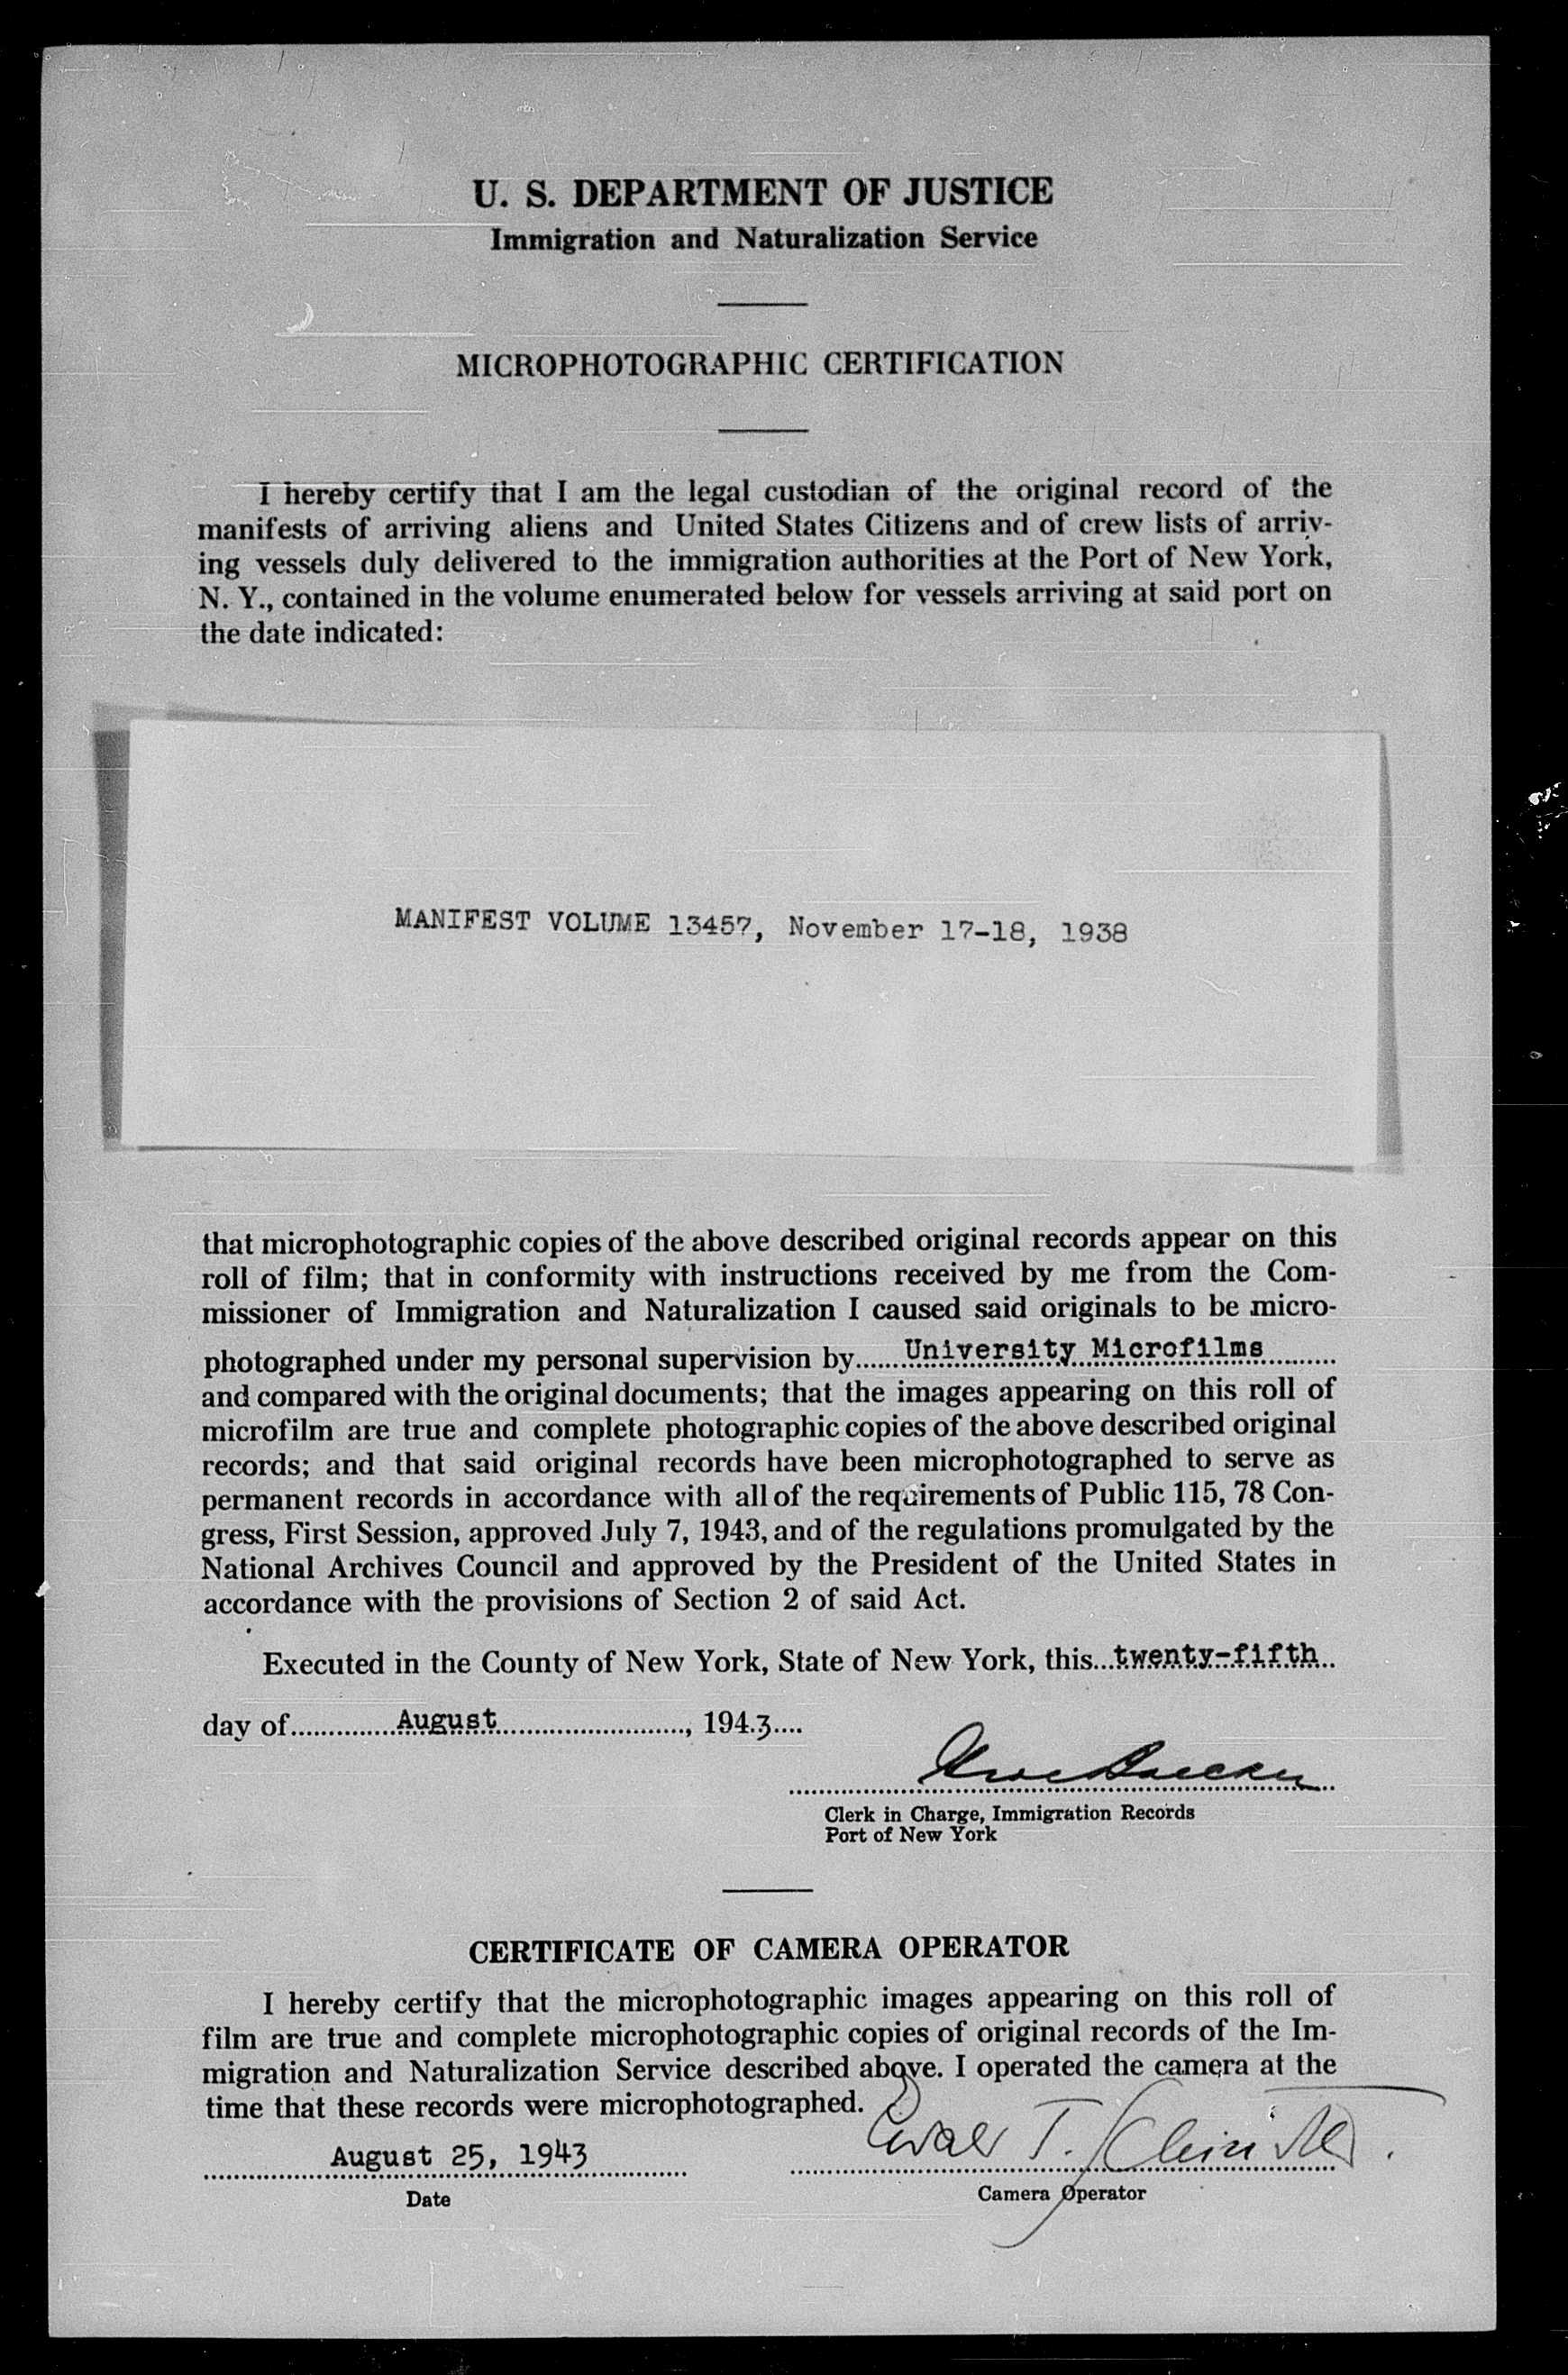 U. S. DEPARTMENT OF JUSTICE
Immigration and Naturalization Service
MICROPHOTOGRAPHIC CERTIFICATION
I hereby certify that I am the legal custodian of the original record of the
manifests of arriving aliens and United States Citizens and of crew lists of arriv-
ing vessels duly delivered to the immigration authorities at the Port of New York,
N. Y., contained in the volume enumerated below for vessels arriving at said port on
the date indicated:
MANIFEST VOLUME 13457, November 17-18, 1938
that microphotographic copies of the above described original records appear on this
roll of film; that in conformity with instructions received by me from the Com-
missioner of Immigration and Naturalization I caused said originals to be micro-
photographed under my personal supervision by......University Microfilms.........
and compared with the original documents; that the images appearing on this roll of
microfilm are true and complete photographic copies of the above described original
records; and that said original records have been microphotographed to serve as
permanent records in accordance with all of the requirements of Public 115, 78 Con-
gress, First Session, approved July 7, 1943, and of the regulations promulgated by the
National Archives Council and approved by the President of the United States in
accordance with the provisions of Section 2 of said Act.
Executed in the County of New York, State of New York, this...twenty-fifth..
day of..............August........................, 194.3....
Clerk in Charge, Immigration Records
Port of New York
CERTIFICATE OF CAMERA OPERATOR
I hereby certify that the microphotographic images appearing on this roll of
film are true and complete microphotographic copies of original records of the Im-
migration and Naturalization Service described above. I operated the camera at the
time that these records were microphotographed.
August 25, 1943
T.
Date
Camera Operator